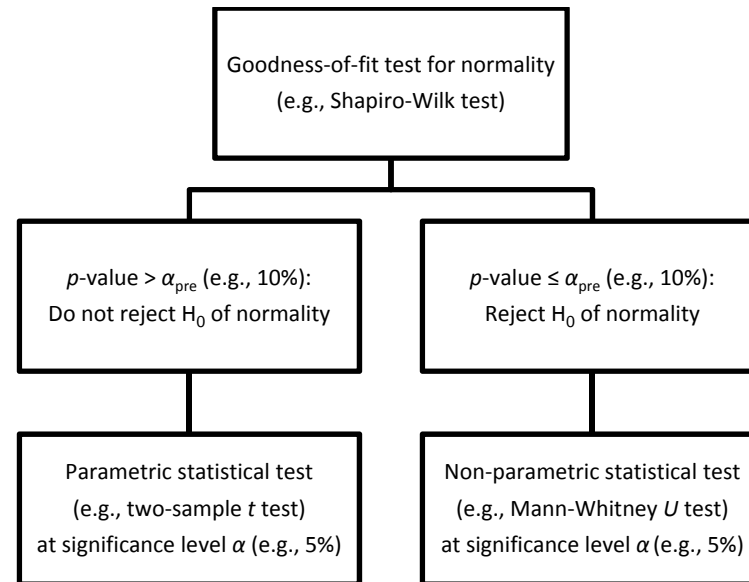 Goodness-of-fit test for normality
(e.g., Shapiro-Wilk test)
p-value > α_pre (e.g., 10%):
Do not reject H₀ of normality
p-value ≤ α_pre (e.g., 10%):
Reject H₀ of normality
Parametric statistical test
(e.g., two-sample t test)
at significance level α (e.g., 5%)
Non-parametric statistical test
(e.g., Mann-Whitney U test)
at significance level α (e.g., 5%)